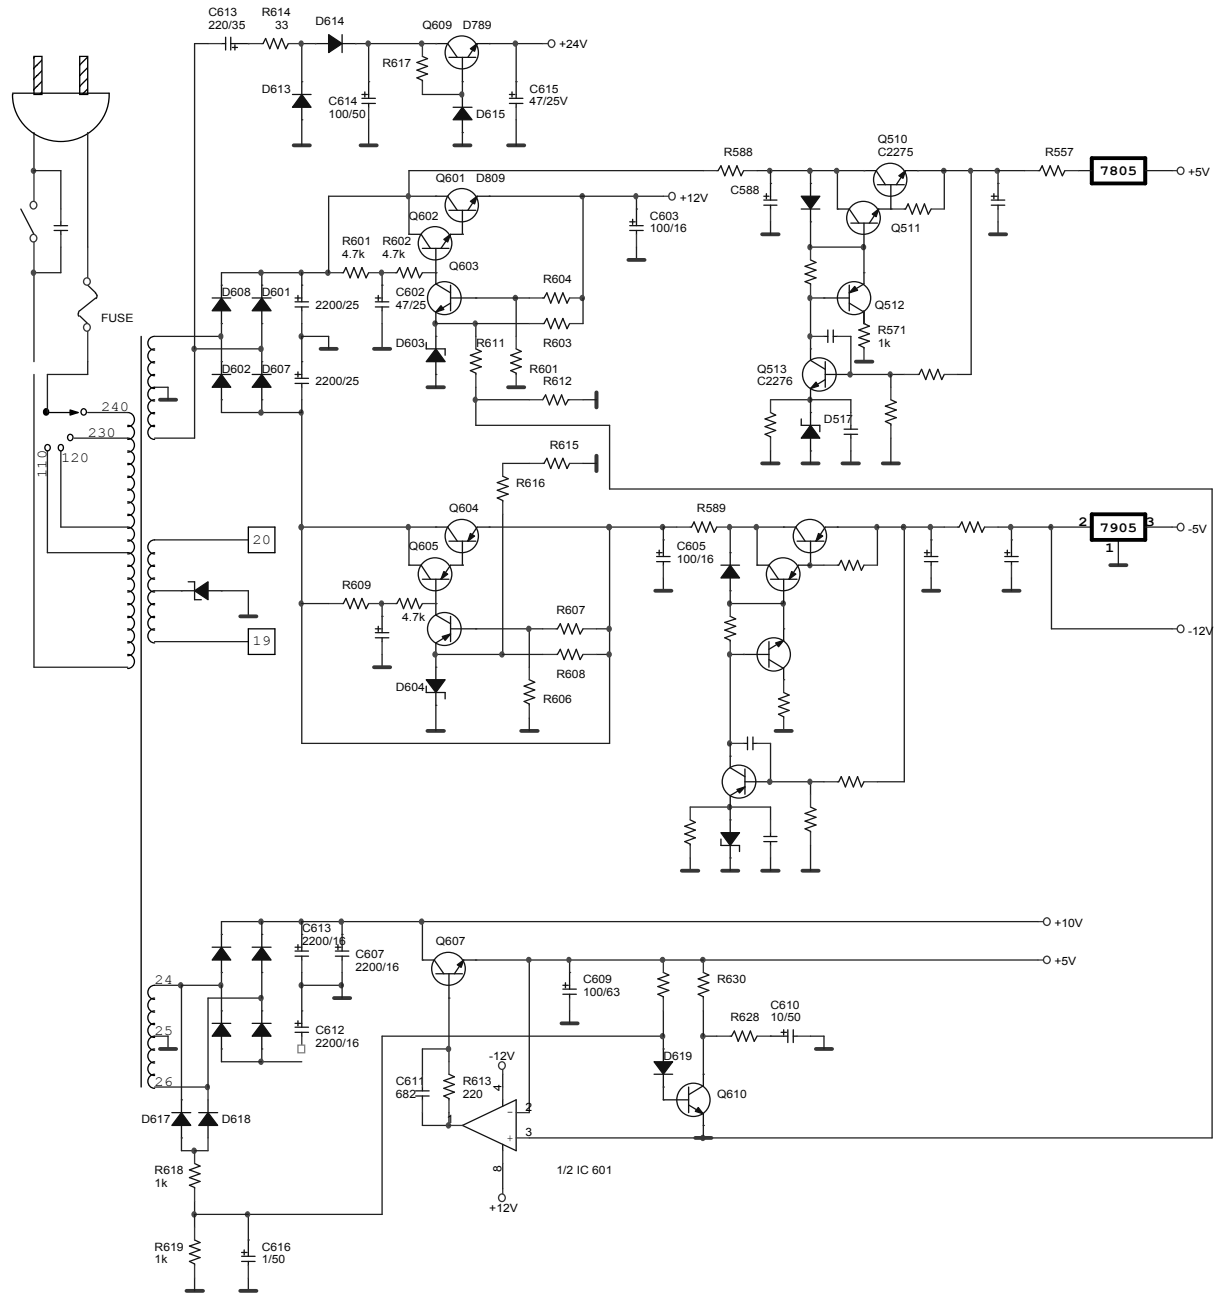 C613
220/35
R614
33
D614
Q609 D789
+24V
R617
D613
C614
100/50
D615
C615
47/25V
Q510
C2275
R588
R557
7805
+5V
C588
Q511
Q601 D809
+12V
Q602
C603
100/16
R601
4.7k
R602
4.7k
Q603
D608
D601
2200/25
C602
47/25
R604
Q512
R571
1k
FUSE
D603
R611
R603
D602
D607
2200/25
R601
R612
Q513
C2276
D517
240
230
110
120
R615
R616
Q604
R589
2
7905
3
1
-5V
Q605
C605
100/16
20
R609
4.7k
R607
-12V
19
R608
D604
R606
C613
2200/16
C607
2200/16
Q607
+10V
+5V
24
C609
100/63
R630
C610
10/50
R628
25
C612
2200/16
-12V
D619
26
C611
682
R613
220
4
Q610
D617
D618
1
2
-
+
3
8
1/2 IC 601
R618
1k
+12V
R619
1k
C616
1/50